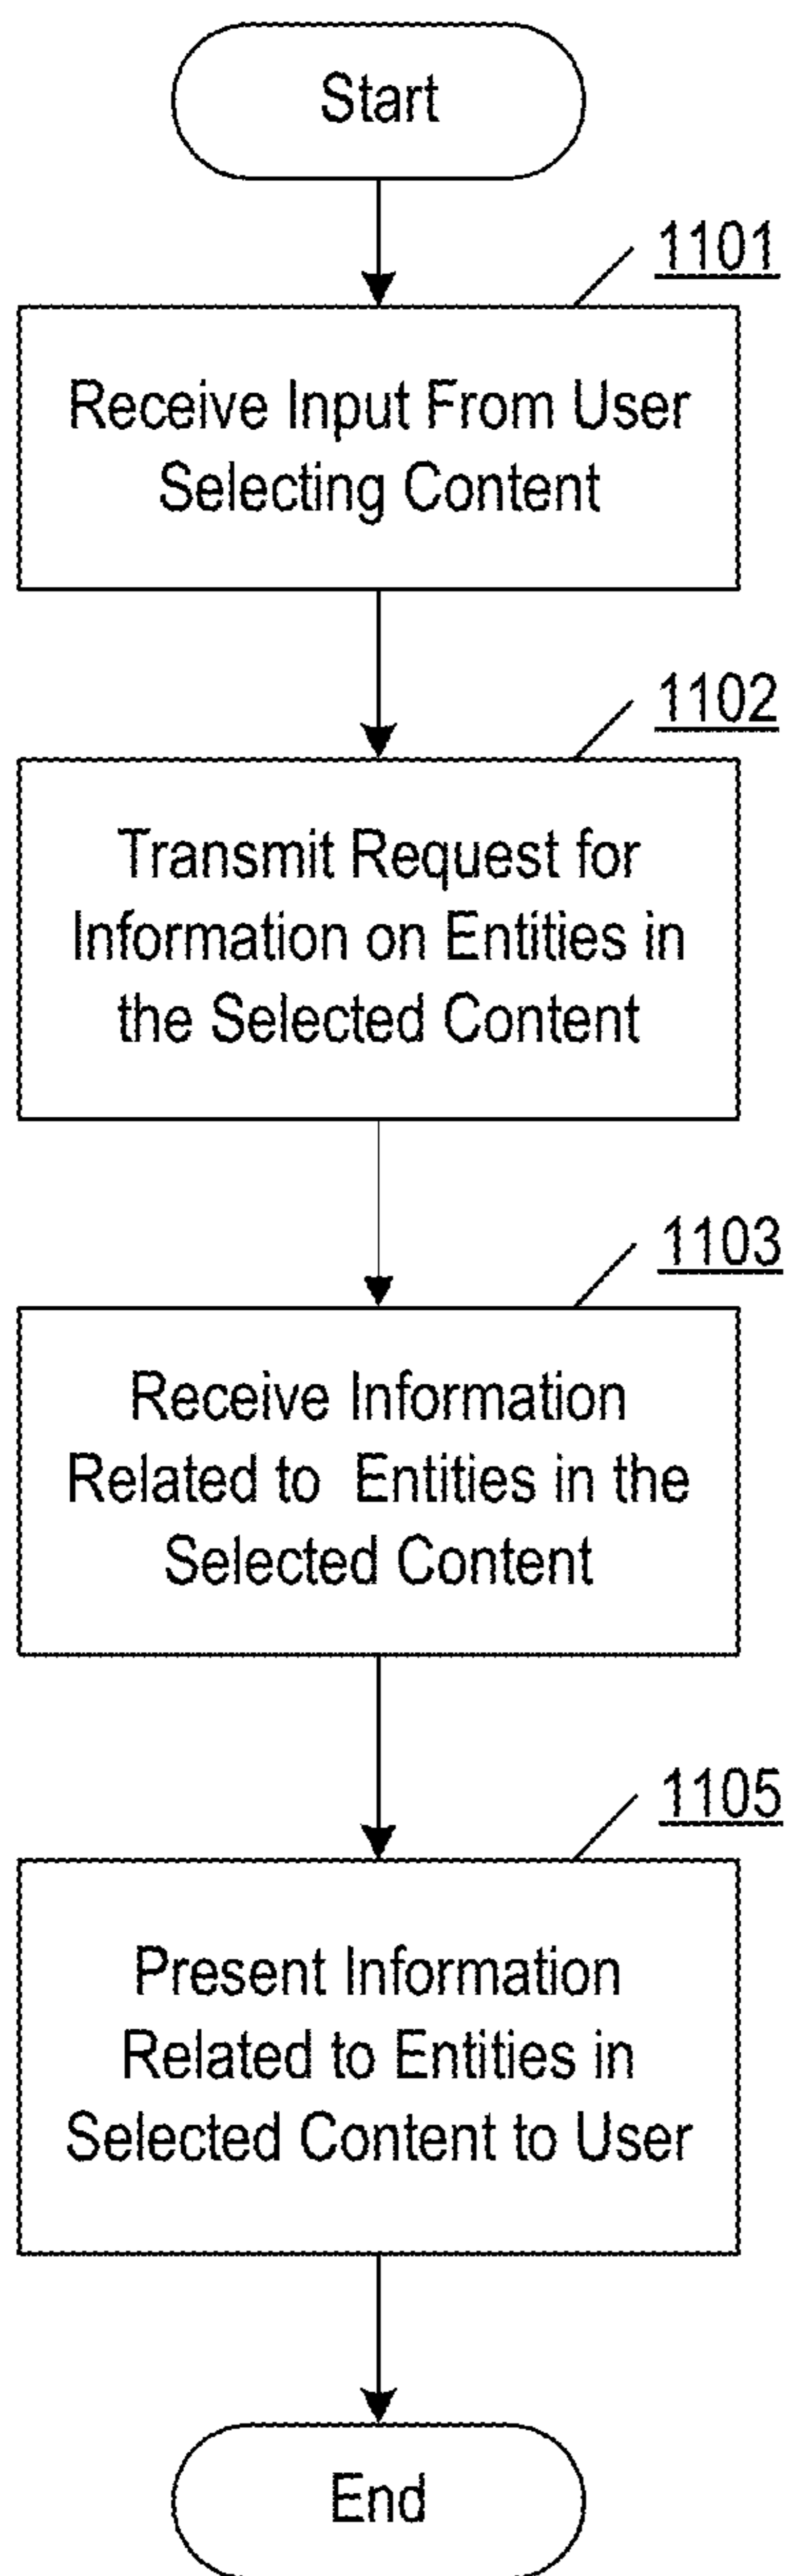 Start
1101
Receive Input From User
Selecting Content
1102
Transmit Request for
Information on Entities in
the Selected Content
1103
Receive Information
Related to  Entities in the
Selected Content
1105
Present Information
Related to Entities in
Selected Content to User
End